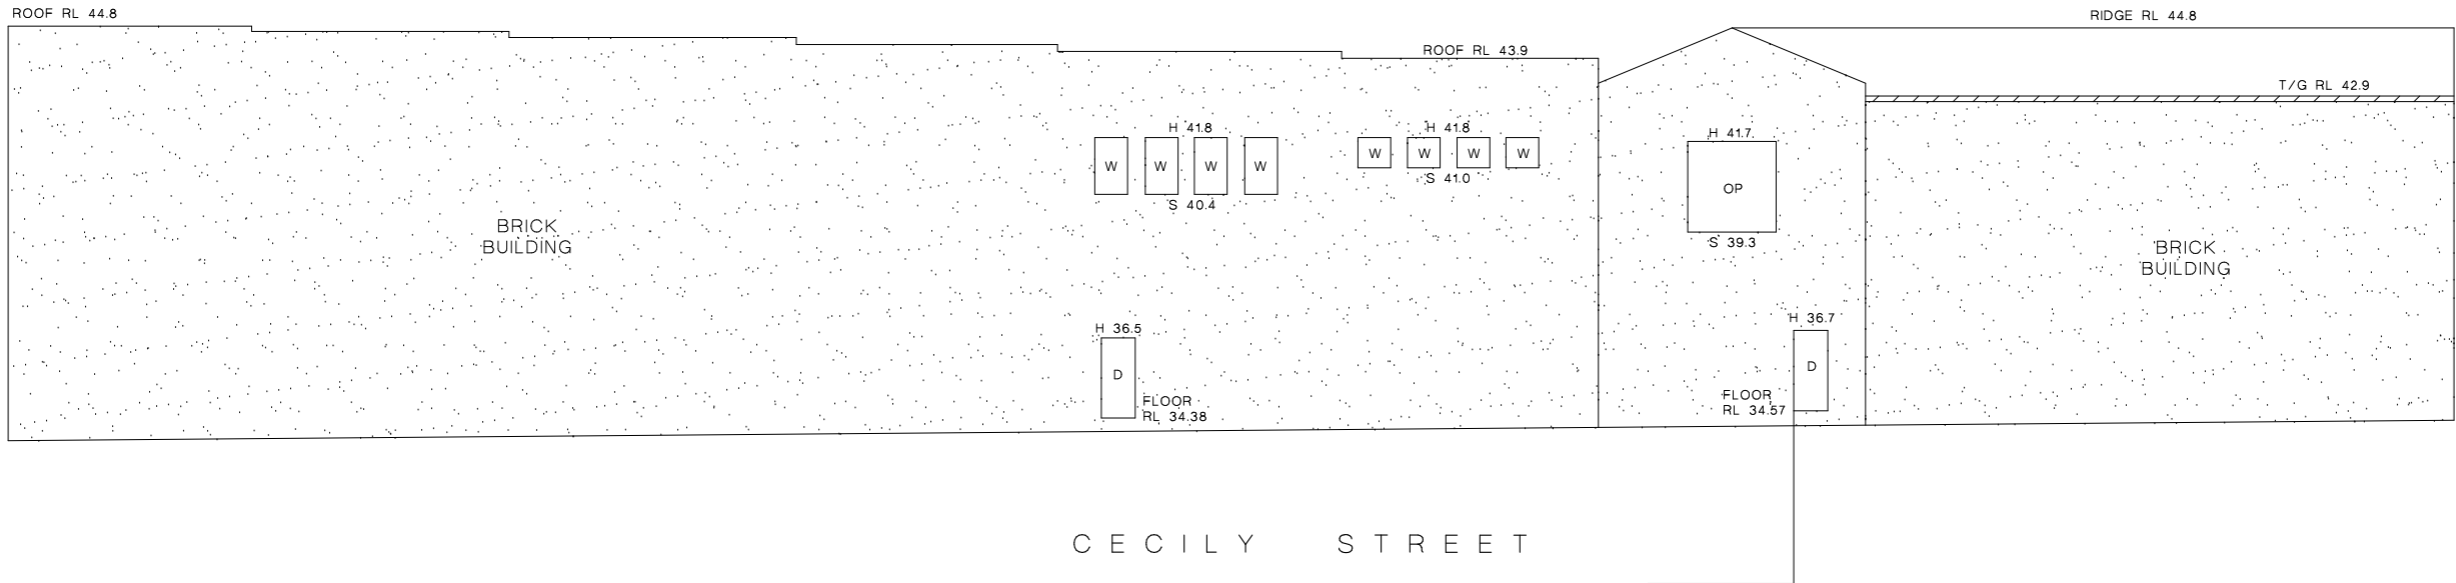 ROOF RL 44.8
RIDGE RL 44.8
ROOF RL 43.9
T/G RL 42.9
H 41.8
H 41.8
H 41.7
W
W
W
W
W
W
W
W
S 41.0
S 40.4
OP
S 39.3
BRICK
BUILDING
BRICK
BUILDING
H 36.5
D
FLOOR
RL 34.38
H 36.7
D
FLOOR
RL 34.57
CECILY STREET